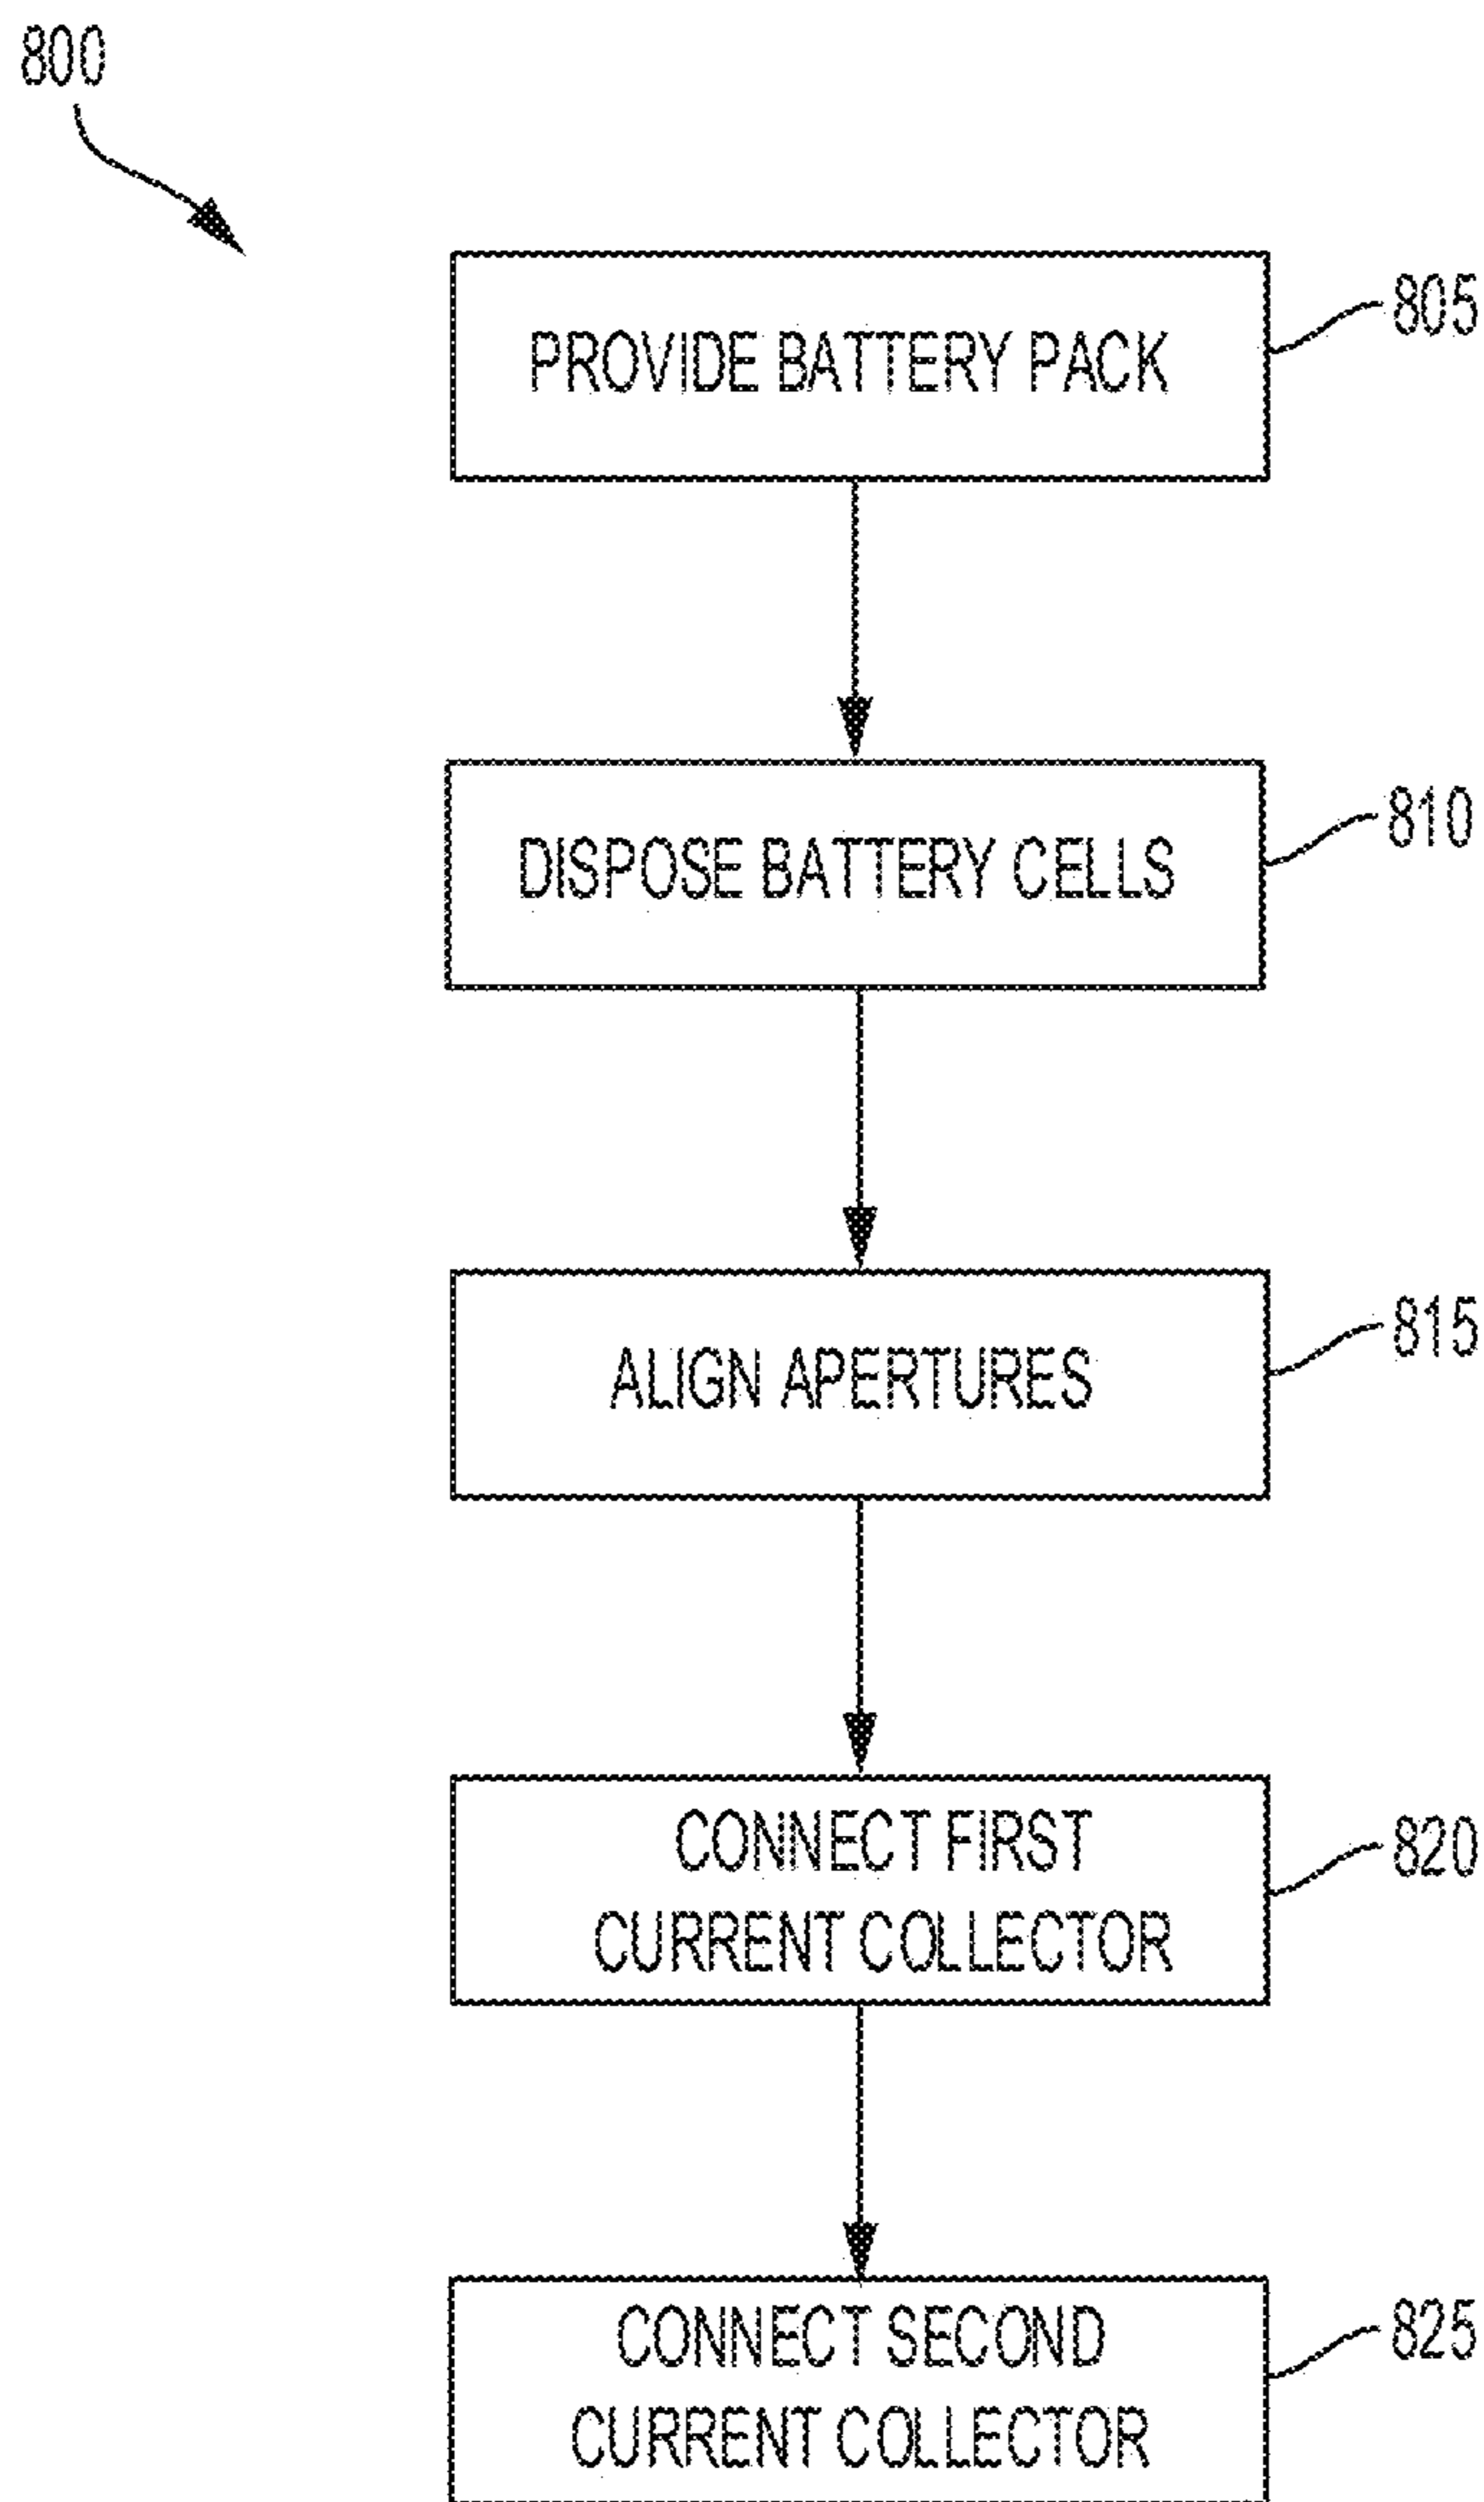 800
PROVIDE BATTERY PACK
805
DISPOSE BATTERY CELLS
810
ALIGN APERTURES
815
CONNECT FIRST
CURRENT COLLECTOR
820
CONNECT SECOND
CURRENT COLLECTOR
825